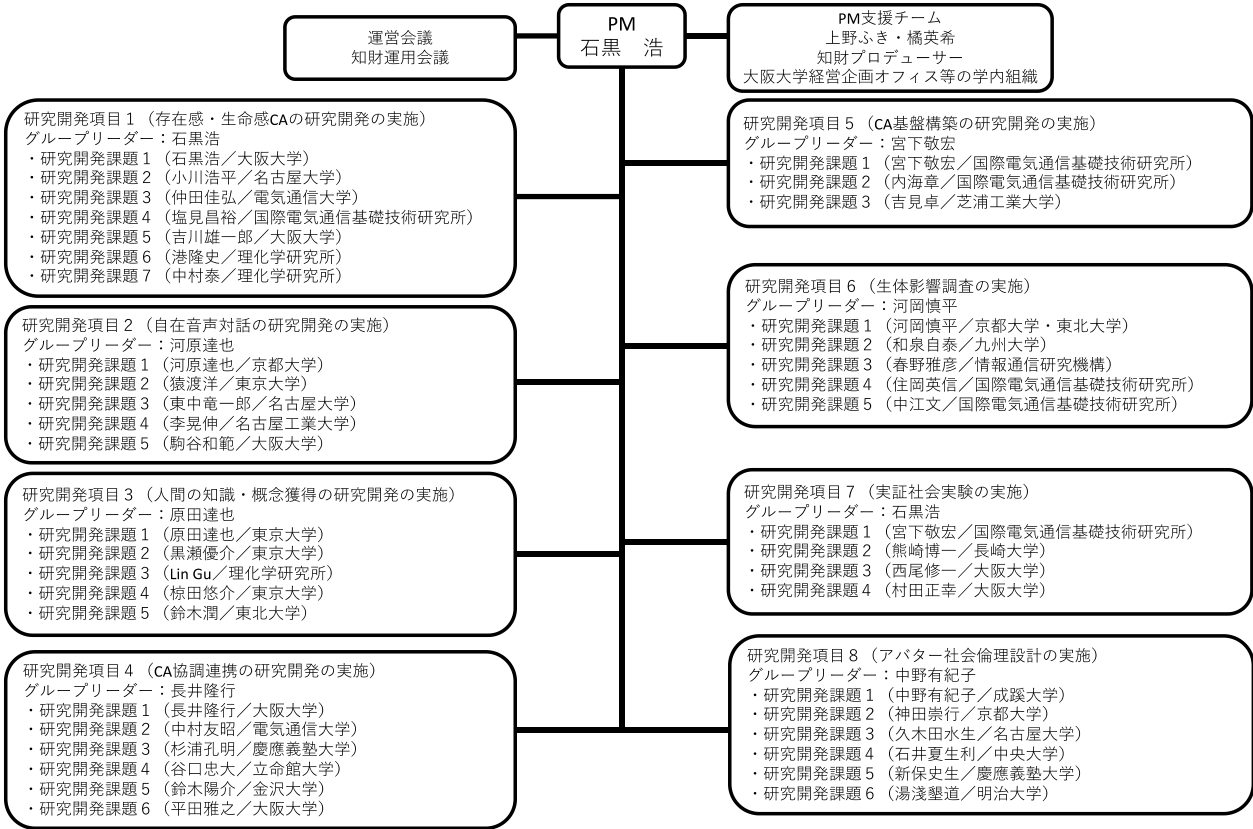 運営会議
知財運用会議
PM
石黒 浩
PM支援チーム
上野ふき・橘英希
知財プロデューサー
大阪大学経営企画オフィス等の学内組織
研究開発項目１（存在感・生命感CAの研究開発の実施）
グループリーダー：石黒浩
・研究開発課題１（石黒浩／大阪大学）
・研究開発課題２（小川浩平／名古屋大学）
・研究開発課題３（仲田佳弘／電気通信大学）
・研究開発課題４（塩見昌裕／国際電気通信基礎技術研究所）
・研究開発課題５（吉川雄一郎／大阪大学）
・研究開発課題６（港隆史／理化学研究所）
・研究開発課題７（中村泰／理化学研究所）
研究開発項目２（自在音声対話の研究開発の実施）
グループリーダー：河原達也
・研究開発課題１（河原達也／京都大学）
・研究開発課題２（猿渡洋／東京大学）
・研究開発課題３（東中竜一郎／名古屋大学）
・研究開発課題４（李晃伸／名古屋工業大学）
・研究開発課題５（駒谷和範／大阪大学）
研究開発項目３（人間の知識・概念獲得の研究開発の実施）
グループリーダー：原田達也
・研究開発課題１（原田達也／東京大学）
・研究開発課題２（黒瀬優介／東京大学）
・研究開発課題３（Lin Gu／理化学研究所）
・研究開発課題４（椋田悠介／東京大学）
・研究開発課題５（鈴木潤／東北大学）
研究開発項目４（CA協調連携の研究開発の実施）
グループリーダー：長井隆行
・研究開発課題１（長井隆行／大阪大学）
・研究開発課題２（中村友昭／電気通信大学）
・研究開発課題３（杉浦孔明／慶應義塾大学）
・研究開発課題４（谷口忠大／立命館大学）
・研究開発課題５（鈴木陽介／金沢大学）
・研究開発課題６（平田雅之／大阪大学）
研究開発項目５（CA基盤構築の研究開発の実施）
グループリーダー：宮下敬宏
・研究開発課題１（宮下敬宏／国際電気通信基礎技術研究所）
・研究開発課題２（内海章／国際電気通信基礎技術研究所）
・研究開発課題３（吉見卓／芝浦工業大学）
研究開発項目６（生体影響調査の実施）
グループリーダー：河岡慎平
・研究開発課題１（河岡慎平／京都大学・東北大学）
・研究開発課題２（和泉自泰／九州大学）
・研究開発課題３（春野雅彦／情報通信研究機構）
・研究開発課題４（住岡英信／国際電気通信基礎技術研究所）
・研究開発課題５（中江文／国際電気通信基礎技術研究所）
研究開発項目７（実証社会実験の実施）
グループリーダー：石黒浩
・研究開発課題１（宮下敬宏／国際電気通信基礎技術研究所）
・研究開発課題２（熊崎博一／長崎大学）
・研究開発課題３（西尾修一／大阪大学）
・研究開発課題４（村田正幸／大阪大学）
研究開発項目８（アバター社会倫理設計の実施）
グループリーダー：中野有紀子
・研究開発課題１（中野有紀子／成蹊大学）
・研究開発課題２（神田崇行／京都大学）
・研究開発課題３（久木田水生／名古屋大学）
・研究開発課題４（石井夏生利／中央大学）
・研究開発課題５（新保史生／慶應義塾大学）
・研究開発課題６（湯淺墾道／明治大学）